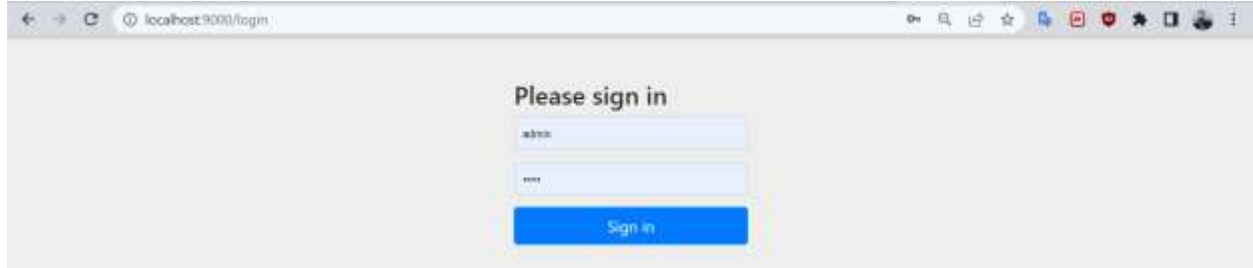 localhost:9000/login
Please sign in
admin
••••
Sign in